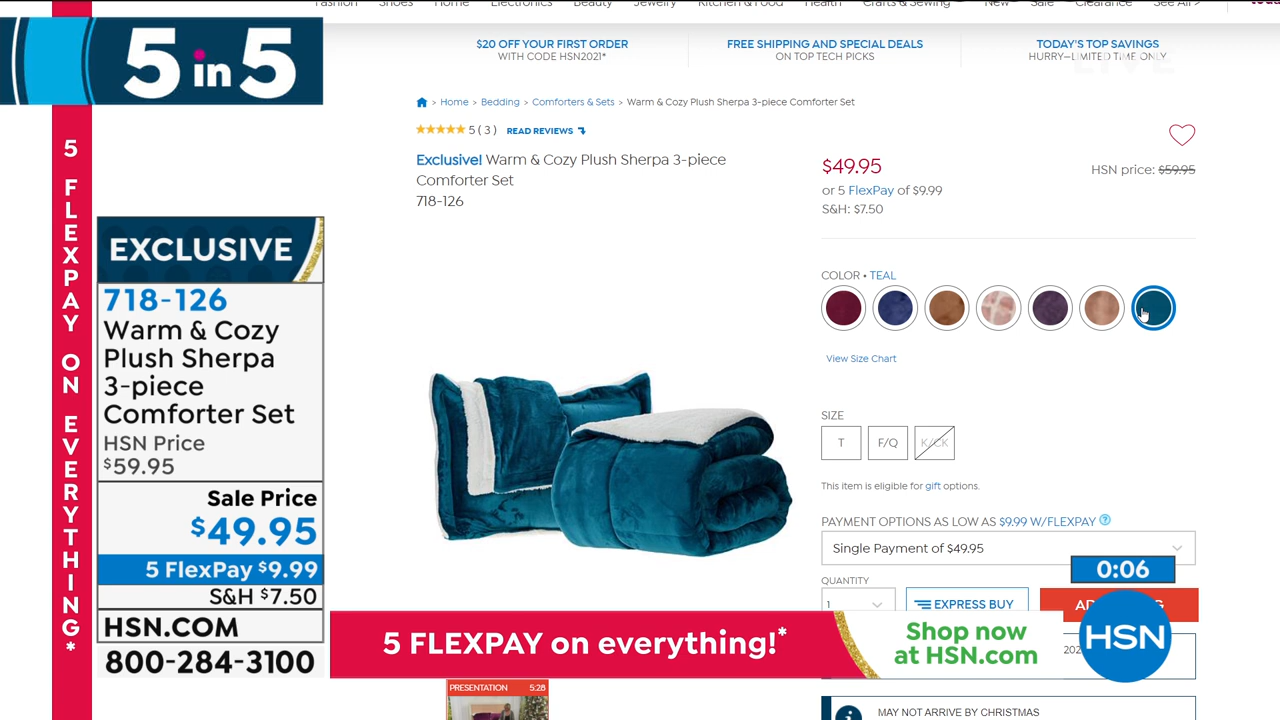 Fashion Shoes Home Electronics Beauty Jewelry Kitchen & Food Health Crafts & Sewing New Sale Clearance See All >
5 in 5
$20 OFF YOUR FIRST ORDER
WITH CODE HSN2021*
FREE SHIPPING AND SPECIAL DEALS
ON TOP TECH PICKS
TODAY'S TOP SAVINGS
HURRY—LIMITED TIME ONLY
LIVE
> Home > Bedding > Comforters & Sets > Warm & Cozy Plush Sherpa 3-piece Comforter Set
5 ( 3 ) READ REVIEWS
Exclusive! Warm & Cozy Plush Sherpa 3-piece
Comforter Set
718-126
$49.95
HSN price: $59.95
or 5 FlexPay of $9.99
S&H: $7.50
COLOR • TEAL
View Size Chart
SIZE
T F/Q K/CK
This item is eligible for gift options.
PAYMENT OPTIONS AS LOW AS $9.99 W/FLEXPAY ?
Single Payment of $49.95
QUANTITY
1
EXPRESS BUY
0:06
5 FLEXPAY ON EVERYTHING!*
EXCLUSIVE
718-126
Warm & Cozy
Plush Sherpa
3-piece
Comforter Set
HSN Price
$59.95
Sale Price
$49.95
5 FlexPay $9.99
S&H $7.50
HSN.COM
800-284-3100
5 FLEXPAY on everything!*
Shop now
at HSN.com
HSN
PRESENTATION 5:28
MAY NOT ARRIVE BY CHRISTMAS